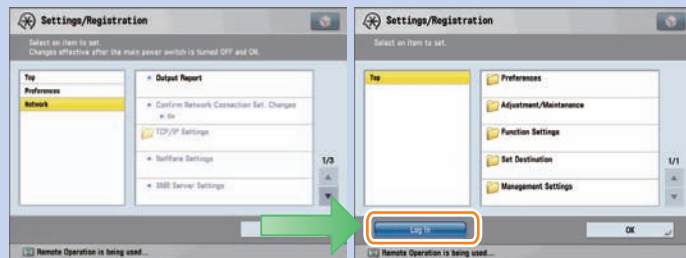 Settings/Registration
Select an item to set.
Changes effective after the main power switch is turned OFF and ON.
Top
Preferences
Network
Output Report
Confirm Network Connection Set. Changes
On
TCP/IP Settings
NetWare Settings
SMB Server Settings
1/3
Remote Operation is being used...
Settings/Registration
Select an item to set.
Top
Preferences
Adjustment/Maintenance
Function Settings
Set Destination
Management Settings
1/1
Log In
OK
Remote Operation is being used...